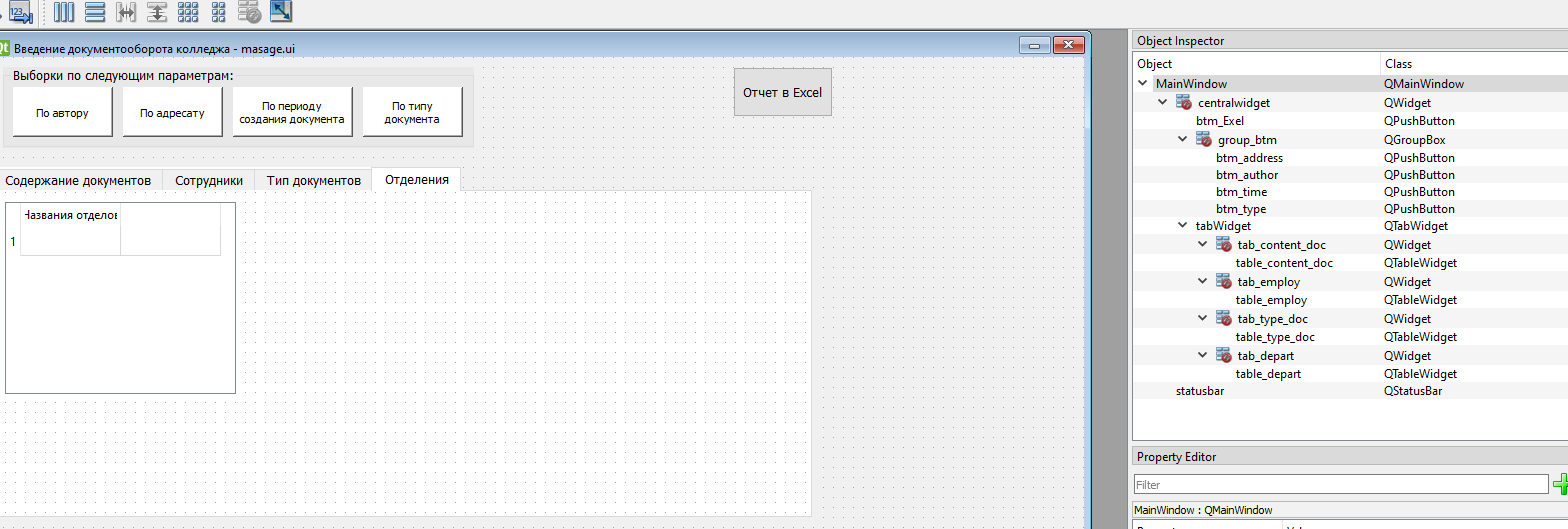 123
Qt Введение документооборота колледжа - masage.ui
Выборки по следующим параметрам:
По автору
По адресату
По периоду
создания документа
По типу
документа
Отчет в Excel
Содержание документов
Сотрудники
Тип документов
Отделения
Названия отделов
1
Object Inspector
Object Class
MainWindow QMainWindow
centralwidget QWidget
btm_Exel QPushButton
group_btm QGroupBox
btm_address QPushButton
btm_author QPushButton
btm_time QPushButton
btm_type QPushButton
tabWidget QTabWidget
tab_content_doc QWidget
table_content_doc QTableWidget
tab_employ QWidget
table_employ QTableWidget
tab_type_doc QWidget
table_type_doc QTableWidget
tab_depart QWidget
table_depart QTableWidget
statusbar QStatusBar
Property Editor
Filter
MainWindow : QMainWindow